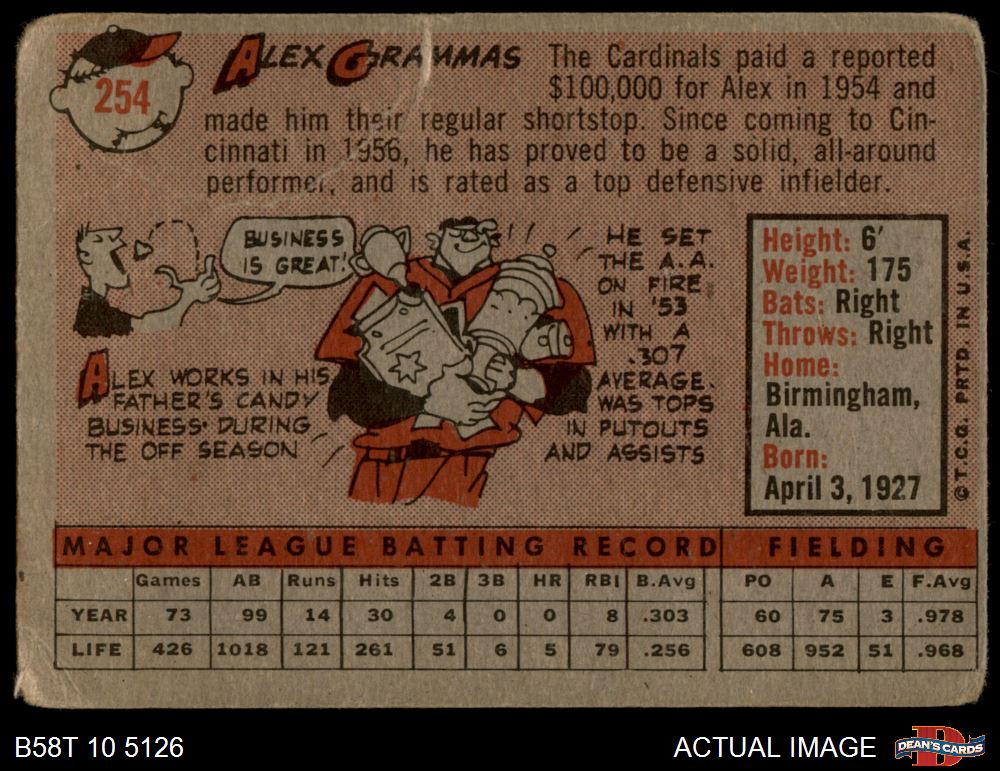 254
ALEX GRAMMAS The Cardinals paid a reported
$100,000 for Alex in 1954 and
made him their regular shortstop. Since coming to Cin-
cinnati in 1956, he has proved to be a solid, all-around
performer, and is rated as a top defensive infielder.
BUSINESS
IS GREAT!
ALEX WORKS IN HIS
FATHER'S CANDY
BUSINESS DURING
THE OFF SEASON
HE SET
THE A.A.
ON FIRE
IN '53
WITH A
.307
AVERAGE.
WAS TOPS
IN PUTOUTS
AND ASSISTS
Height: 6'
Weight: 175
Bats: Right
Throws: Right
Home:
Birmingham,
Ala.
Born:
April 3, 1927
© T.C.G. PRTD. IN U.S.A.
MAJOR LEAGUE BATTING RECORD FIELDING
Games AB Runs Hits 2B 3B HR RBI B.Avg PO A E F.Avg
YEAR 73 99 14 30 4 0 0 8 .303 60 75 3 .978
LIFE 426 1018 121 261 51 6 5 79 .256 608 952 51 .968
B58T 10 5126
ACTUAL IMAGE
D
DEAN'S CARDS